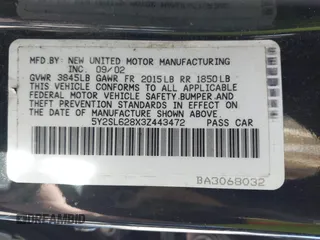 MFD BY NEW UNITED MOTOR MANUFACTURING
INC. 09/02
GVWR 3845LB GAWR FR 2015LB RR 1850LB
THIS VEHICLE CONFORMS TO ALL APPLICABLE
FEDERAL MOTOR VEHICLE SAFETY,BUMPER,AND
THEFT PREVENTION STANDARDS IN EFFECT ON
THE DATE OF MANUFACTURE SHOWN ABOVE.
5Y2SL628X3Z443472 PASS CAR
BA3068032
DREAMBID